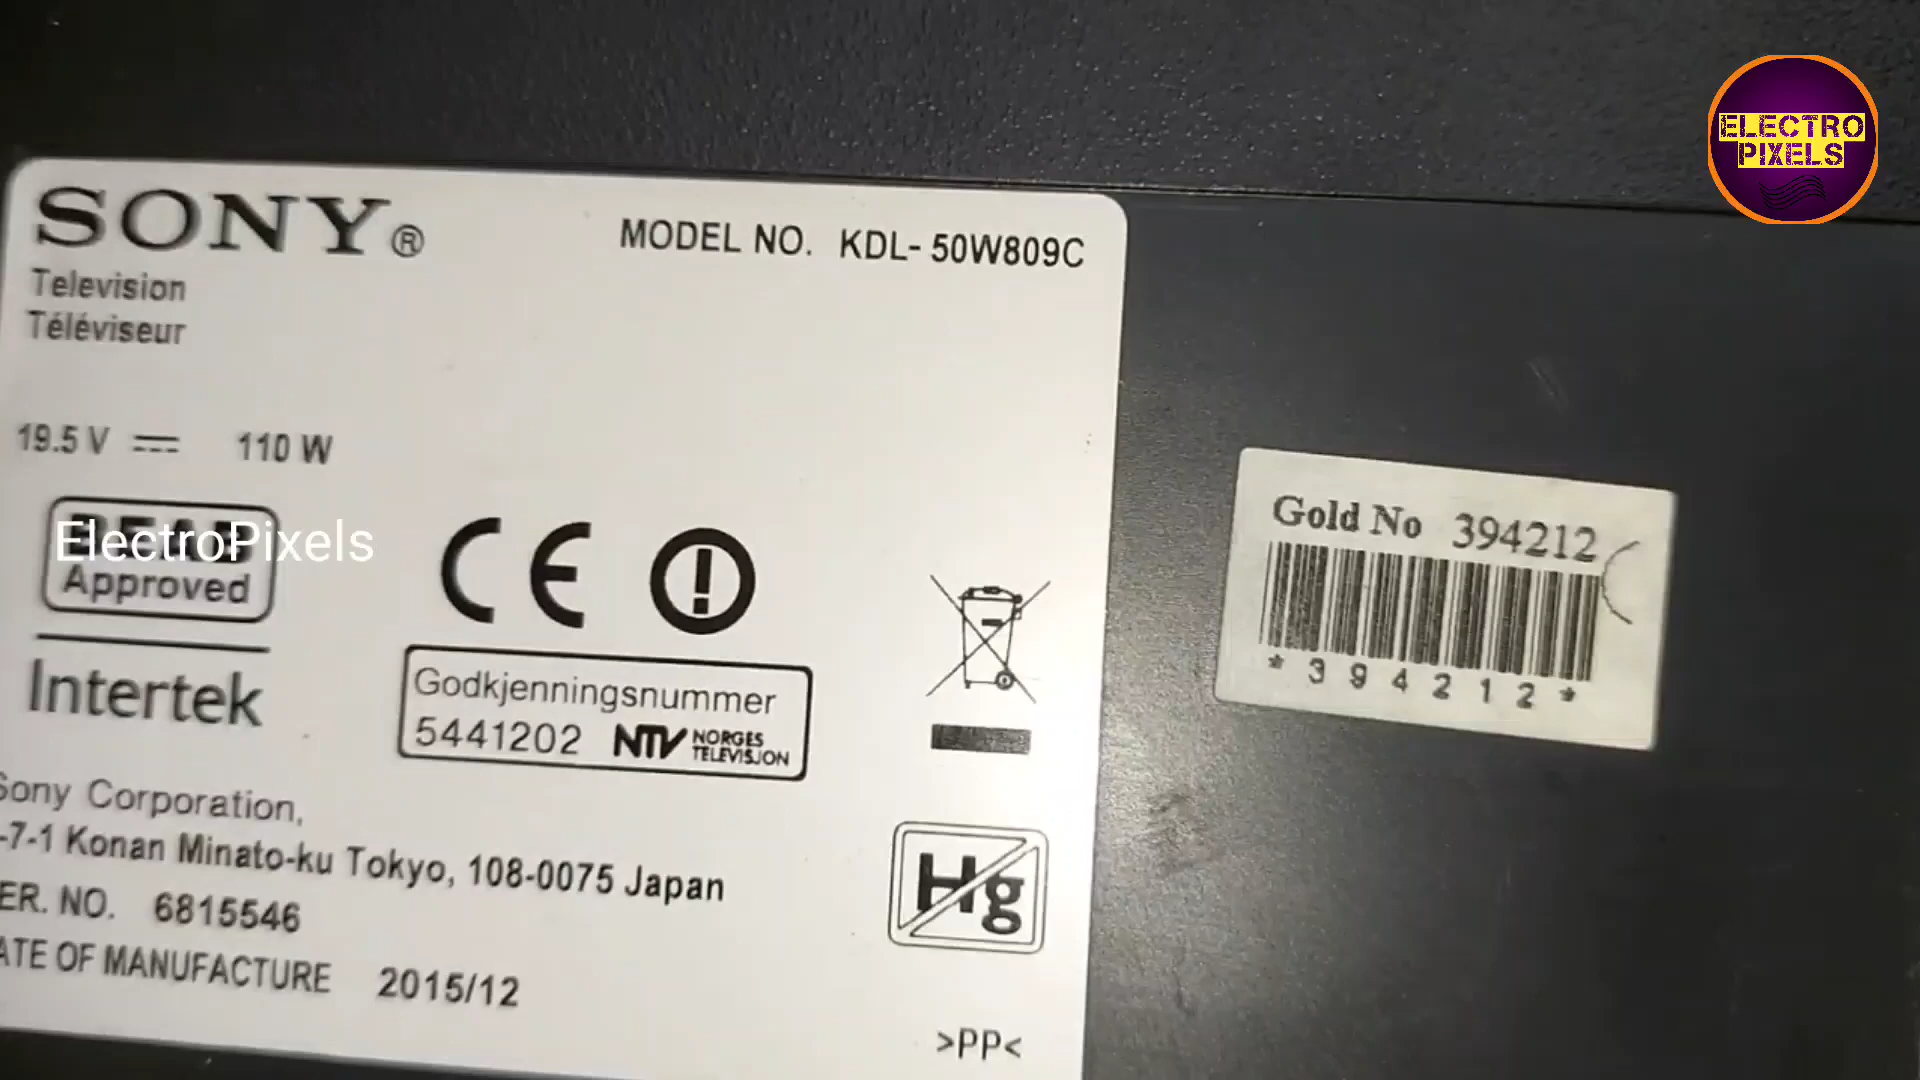 ELECTRO
PIXELS
SONY®
MODEL NO. KDL- 50W809C
Television
Téléviseur
19.5 V 110 W
ElectroPixels
Approved
CE
Intertek
Godkjenningsnummer
5441202 NTV NORGES
TELEVISJON
Hg
Sony Corporation,
-7-1 Konan Minato-ku Tokyo, 108-0075 Japan
ER. NO. 6815546
ATE OF MANUFACTURE 2015/12
>PP<
Gold No 394212
*394212*